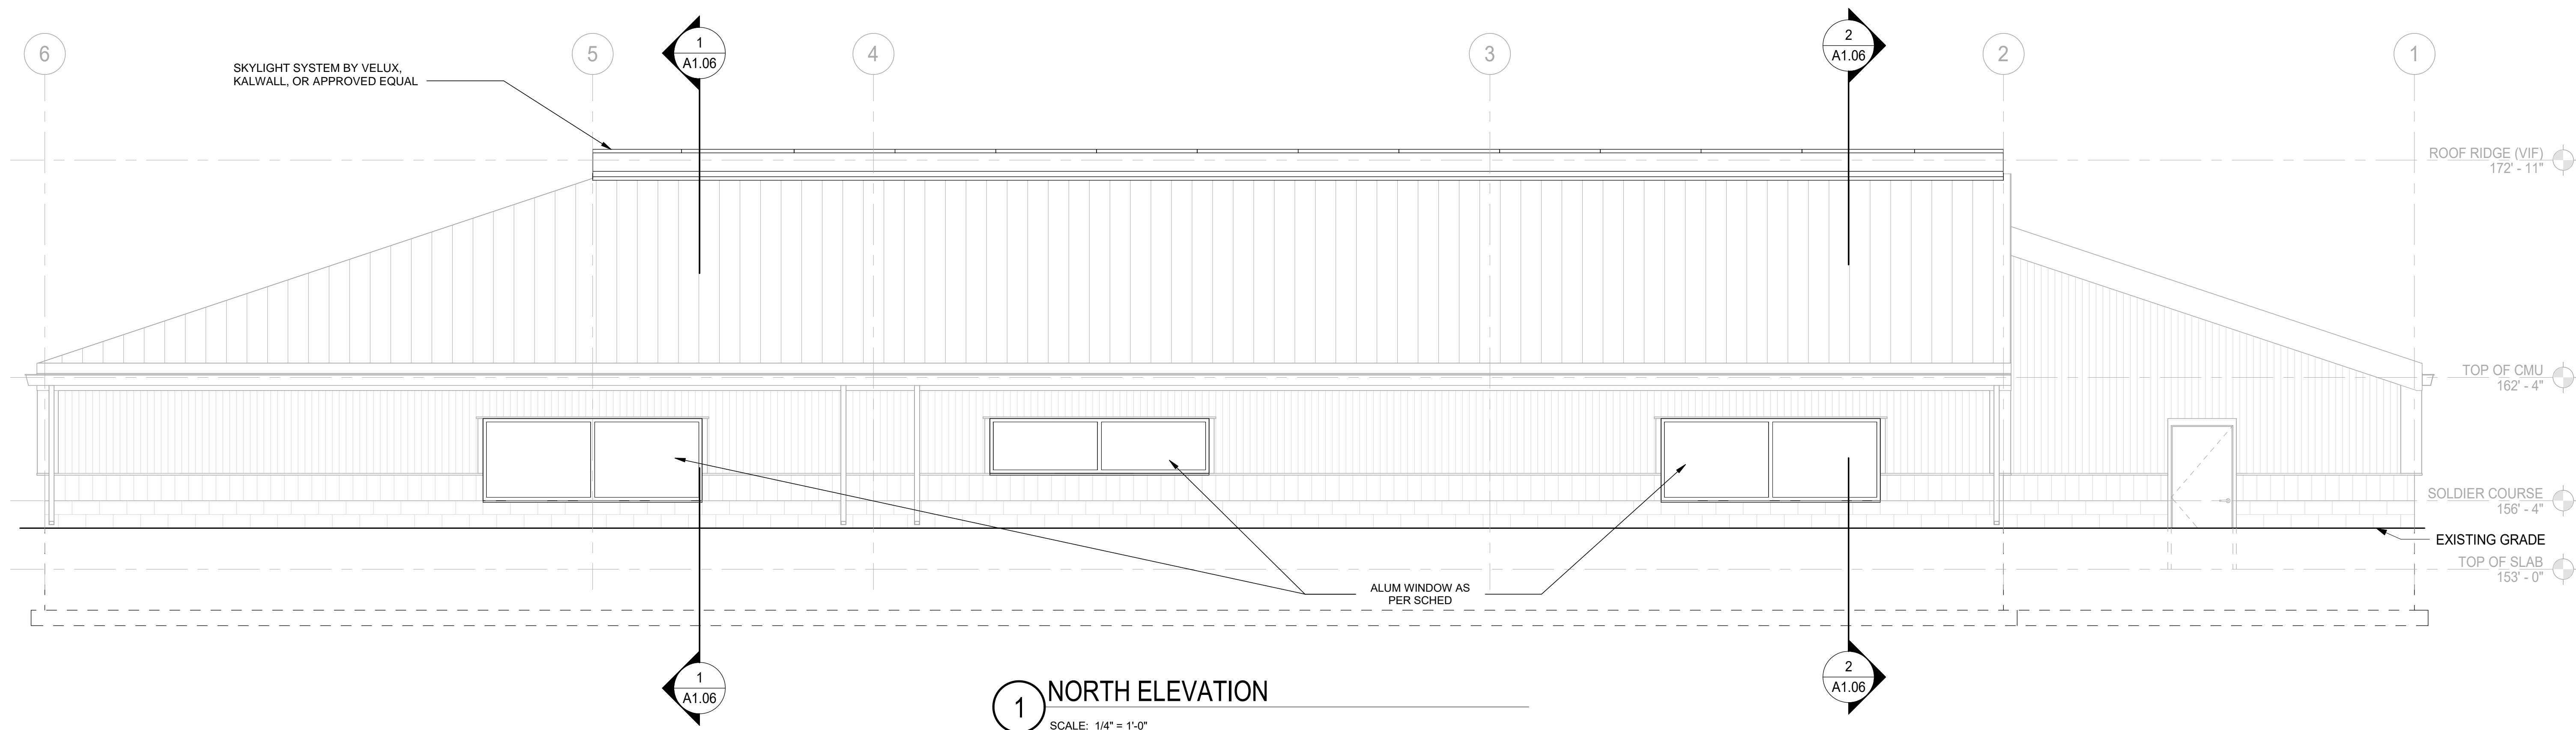 6
5
4
3
2
1
1
A1.06
2
A1.06
SKYLIGHT SYSTEM BY VELUX,
KALWALL, OR APPROVED EQUAL
ROOF RIDGE (VIF)
172' - 11"
TOP OF CMU
162' - 4"
SOLDIER COURSE
156' - 4"
EXISTING GRADE
TOP OF SLAB
153' - 0"
ALUM WINDOW AS
PER SCHED
1
A1.06
2
A1.06
1
NORTH ELEVATION
SCALE: 1/4" = 1'-0"